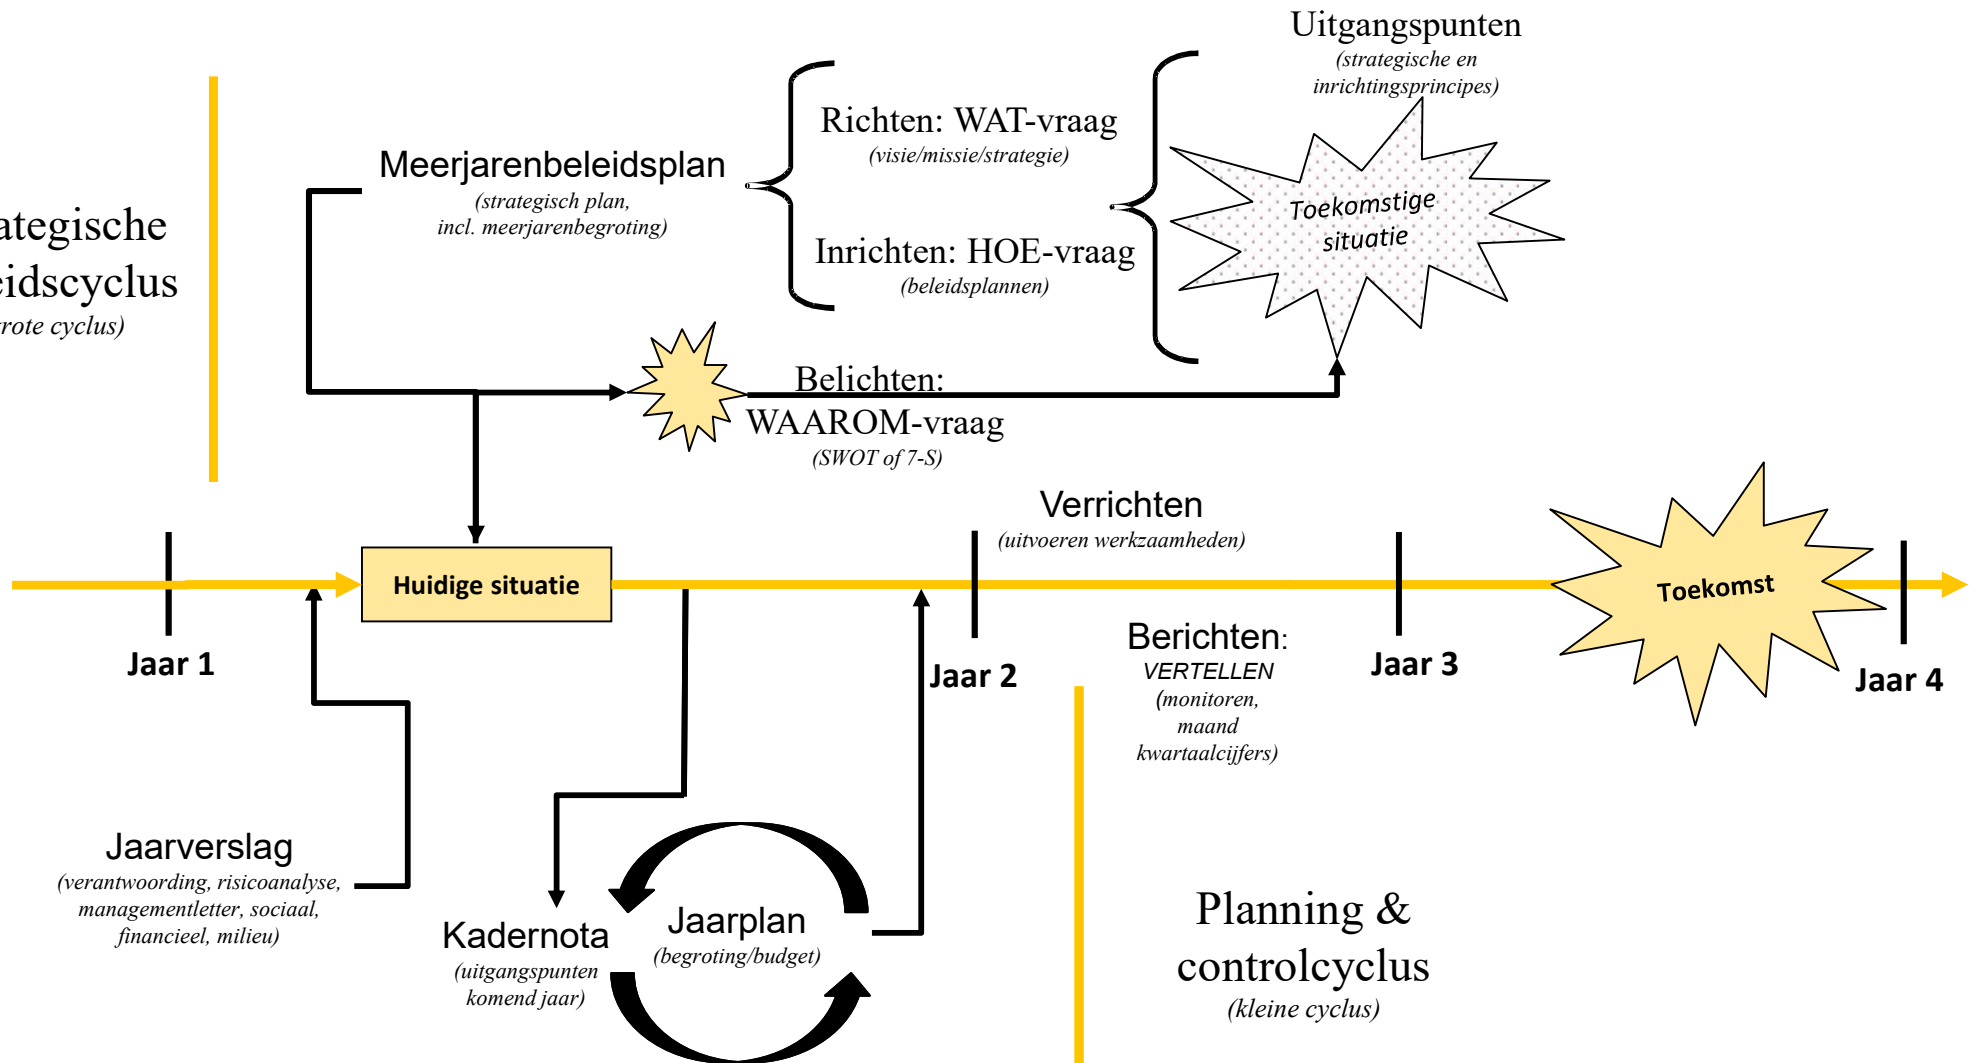 Uitgangspunten
(strategische en
inrichtingsprincipes)
Richten: WAT-vraag
(visie/missie/strategie)
Meerjarenbeleidsplan
(strategisch plan,
incl. meerjarenbegroting)
Toekomstige
situatie
ategische
eidscyclus
rote cyclus)
Inrichten: HOE-vraag
(beleidsplannen)
Belichten:
WAAROM-vraag
(SWOT of 7-S)
Verrichten
(uitvoeren werkzaamheden)
Huidige situatie
Toekomst
Jaar 1
Jaar 2
Berichten:
VERTELLEN
(monitoren,
maand
kwartaalcijfers)
Jaar 3
Jaar 4
Jaarverslag
(verantwoording, risicoanalyse,
managementletter, sociaal,
financieel, milieu)
Kadernota
(uitgangspunten
komend jaar)
Jaarplan
(begroting/budget)
Planning &
controlcyclus
(kleine cyclus)